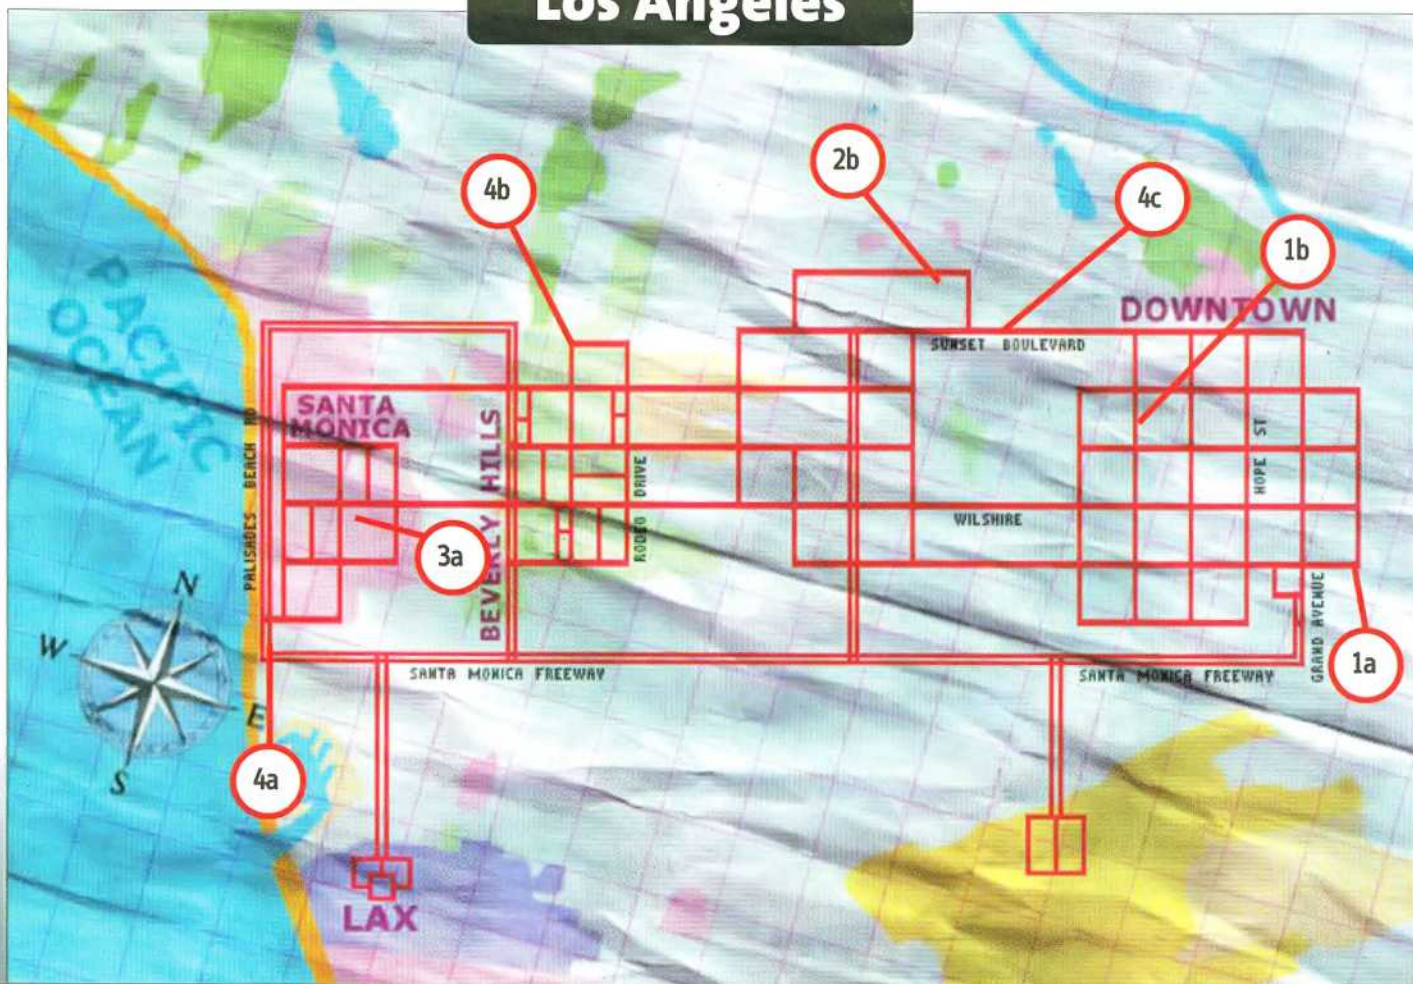 Los Angeles
2b
4b
4c
1b
DOWNTOWN
SUNSET BOULEVARD
PACIFIC
OCEAN
SANTA
MONICA
PALISADES BEACH RD
BEVERLY HILLS
RODEO DRIVE
HOPE ST
WILSHIRE
3a
N
W
E
S
GRAND AVENUE
1a
SANTA MONICA FREEWAY
SANTA MONICA FREEWAY
4a
LAX